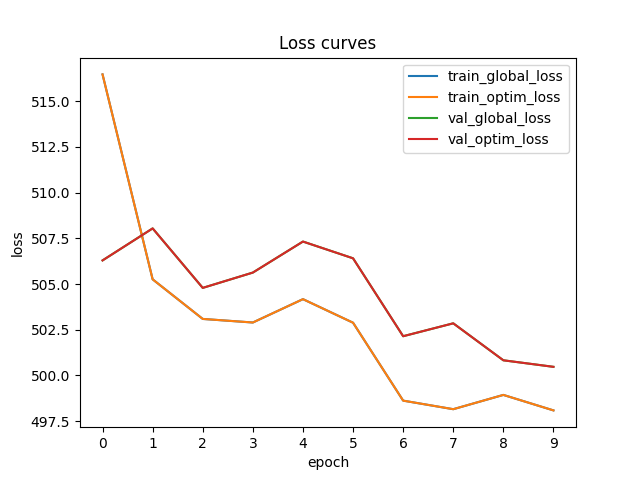 Loss curves
train_global_loss
train_optim_loss
val_global_loss
val_optim_loss
515.0
512.5
510.0
507.5
505.0
502.5
500.0
497.5
loss
0 1 2 3 4 5 6 7 8 9
epoch